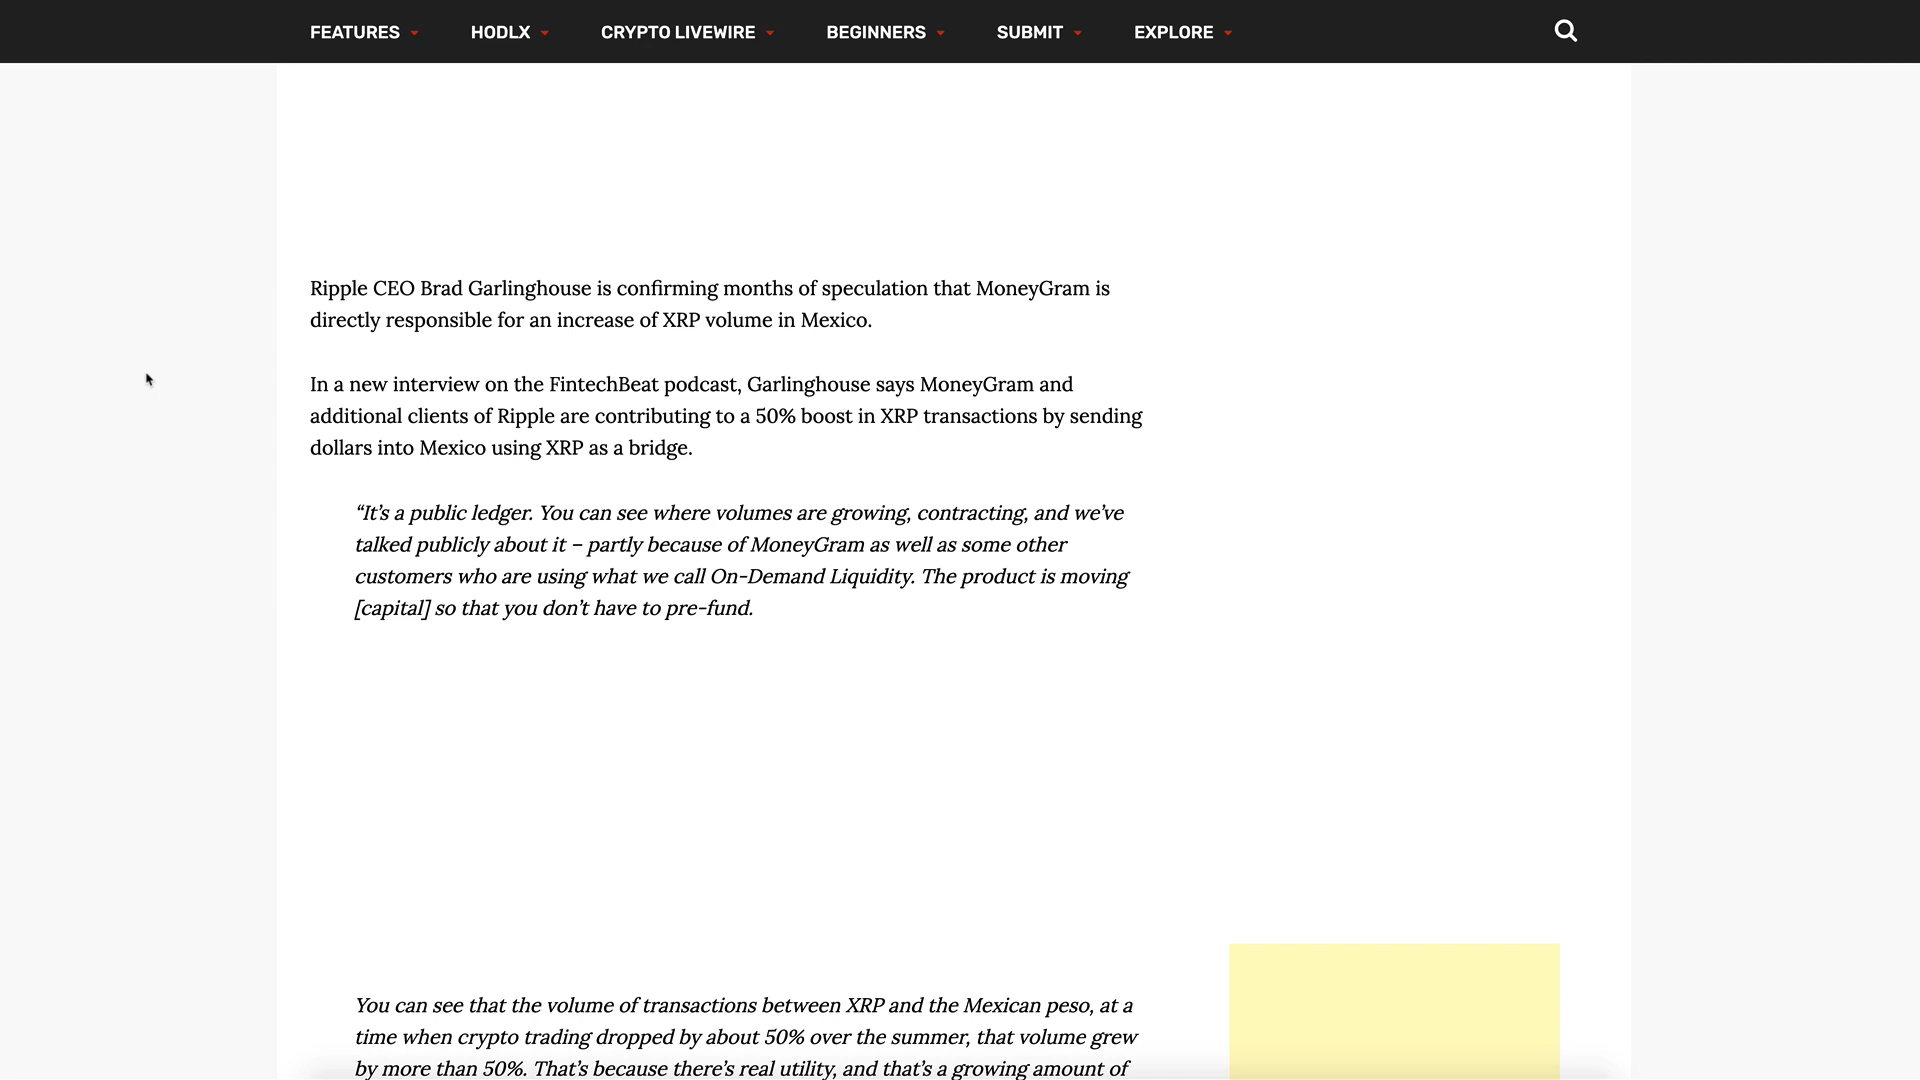 FEATURES HODLX CRYPTO LIVEWIRE BEGINNERS SUBMIT EXPLORE
Ripple CEO Brad Garlinghouse is confirming months of speculation that MoneyGram is
directly responsible for an increase of XRP volume in Mexico.
In a new interview on the FintechBeat podcast, Garlinghouse says MoneyGram and
additional clients of Ripple are contributing to a 50% boost in XRP transactions by sending
dollars into Mexico using XRP as a bridge.
“It’s a public ledger. You can see where volumes are growing, contracting, and we’ve
talked publicly about it – partly because of MoneyGram as well as some other
customers who are using what we call On-Demand Liquidity. The product is moving
[capital] so that you don’t have to pre-fund.
You can see that the volume of transactions between XRP and the Mexican peso, at a
time when crypto trading dropped by about 50% over the summer, that volume grew
by more than 50%. That’s because there’s real utility, and that’s a growing amount of